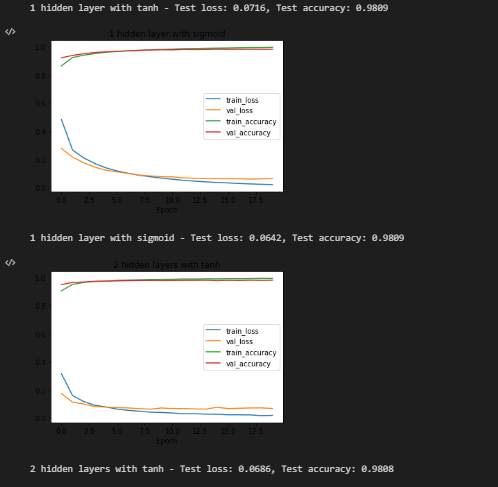 1 hidden layer with tanh - Test loss: 0.0716, Test accuracy: 0.9809
</>
1 hidden layer with sigmoid
1.0
0.8
0.6
0.4
0.2
0.0
train_loss
val_loss
train_accuracy
val_accuracy
0.0 2.5 5.0 7.5 10.0 12.5 15.0 17.5
Epoch
1 hidden layer with sigmoid - Test loss: 0.0642, Test accuracy: 0.9809
</>
2 hidden layers with tanh
1.0
0.8
0.6
0.4
0.2
0.0
train_loss
val_loss
train_accuracy
val_accuracy
0.0 2.5 5.0 7.5 10.0 12.5 15.0 17.5
Epoch
2 hidden layers with tanh - Test loss: 0.0686, Test accuracy: 0.9808